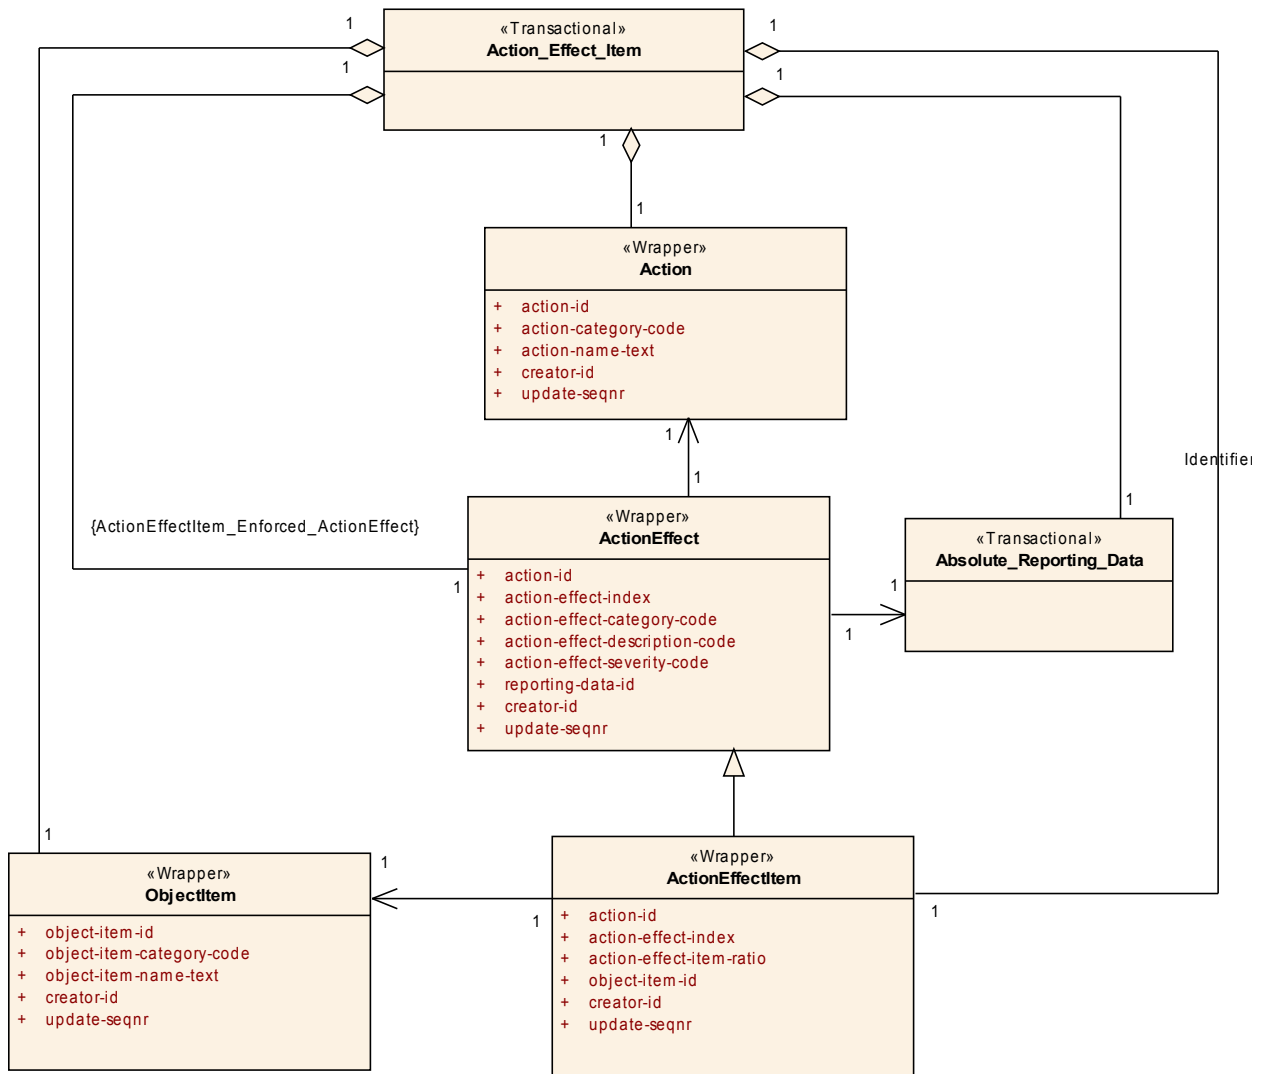 1
«Transactional»
Action_Effect_Item
1
1
1
1
1
«Wrapper»
Action
+ action-id
+ action-category-code
+ action-name-text
+ creator-id
+ update-seqnr
1
1
Identifier
{ActionEffectItem_Enforced_ActionEffect}
1
«Wrapper»
ActionEffect
+ action-id
+ action-effect-index
+ action-effect-category-code
+ action-effect-description-code
+ action-effect-severity-code
+ reporting-data-id
+ creator-id
+ update-seqnr
1
«Transactional»
Absolute_Reporting_Data
1
1
1
«Wrapper»
ObjectItem
+ object-item-id
+ object-item-category-code
+ object-item-name-text
+ creator-id
+ update-seqnr
1
1
«Wrapper»
ActionEffectItem
+ action-id
+ action-effect-index
+ action-effect-item-ratio
+ object-item-id
+ creator-id
+ update-seqnr
1